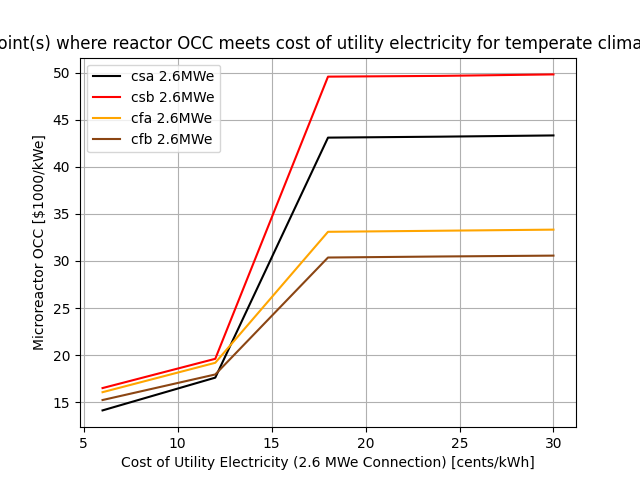 oint(s) where reactor OCC meets cost of utility electricity for temperate clima
csa 2.6MWe
csb 2.6MWe
cfa 2.6MWe
cfb 2.6MWe
Microreactor OCC [$1000/kWe]
50
45
40
35
30
25
20
15
5 10 15 20 25 30
Cost of Utility Electricity (2.6 MWe Connection) [cents/kWh]